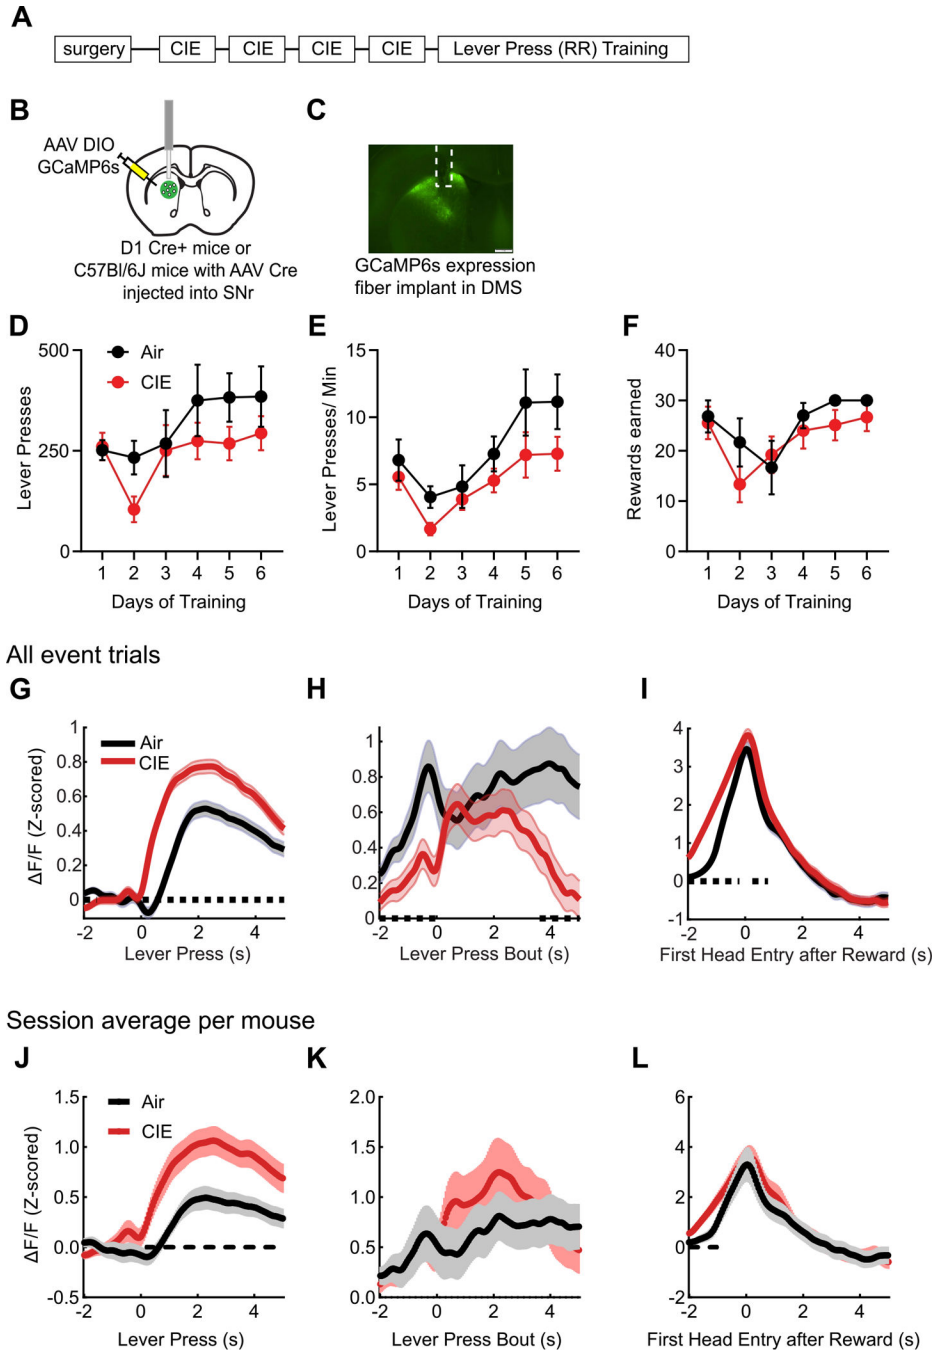 A
surgery CIE CIE CIE CIE Lever Press (RR) Training
B
AAV DIO
GCaMP6s
D1 Cre+ mice or
C57Bl/6J mice with AAV Cre
injected into SNr
C
GCaMP6s expression
fiber implant in DMS
D
Lever Presses
500
250
0
Air
CIE
1 2 3 4 5 6
Days of Training
E
Lever Presses/ Min
15
10
5
0
1 2 3 4 5 6
Days of Training
F
Rewards earned
40
30
20
10
0
1 2 3 4 5 6
Days of Training
All event trials
G
ΔF/F (Z-scored)
1
0.8
0.6
0.4
0.2
0
Air
CIE
-2 0 2 4
Lever Press (s)
H
1
0.8
0.6
0.4
0.2
0
-2 0 2 4
Lever Press Bout (s)
I
4
3
2
1
0
-1
-2 0 2 4
First Head Entry after Reward (s)
Session average per mouse
J
ΔF/F (Z-scored)
1.5
1.0
0.5
0.0
-0.5
Air
CIE
-2 0 2 4
Lever Press (s)
K
2.0
1.5
1.0
0.5
0.0
-2 0 2 4
Lever Press Bout (s)
L
6
4
2
0
-2
-2 0 2 4
First Head Entry after Reward (s)